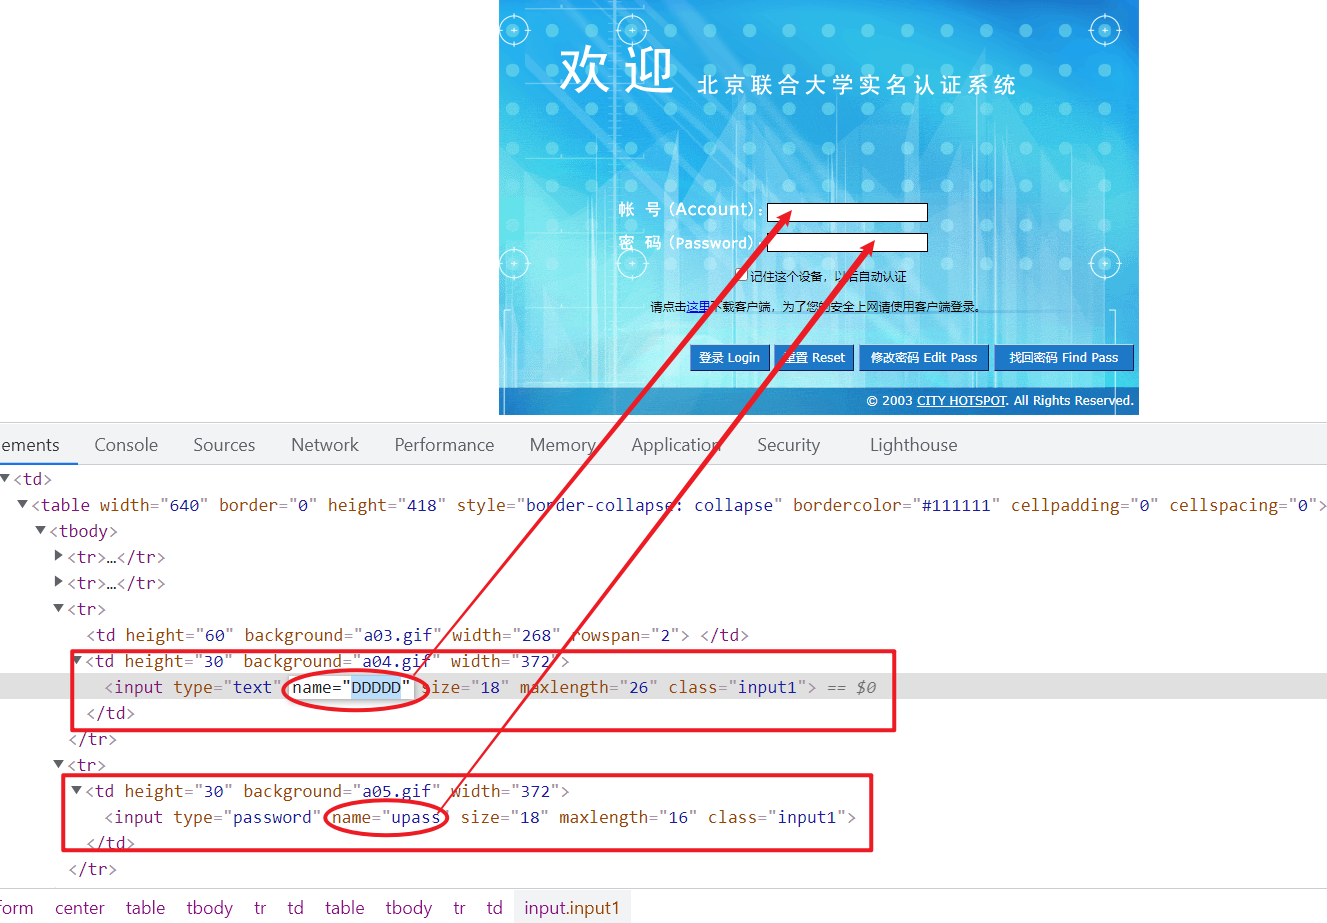 欢 迎 北京联合大学实名认证系统
帐 号 (Account) :
密 码 (Password) :
记住这个设备，以后自动认证
请点击这里下载客户端，为了您的安全上网请使用客户端登录。
登录 Login 重置 Reset 修改密码 Edit Pass 找回密码 Find Pass
© 2003 CITY HOTSPOT. All Rights Reserved.
ements Console Sources Network Performance Memory Application Security Lighthouse
▼<td>
▼<table width="640" border="0" height="418" style="border-collapse: collapse" bordercolor="#111111" cellpadding="0" cellspacing="0">
▼<tbody>
▶<tr>…</tr>
▶<tr>…</tr>
▼<tr>
<td height="60" background="a03.gif" width="268" rowspan="2"> </td>
▼<td height="30" background="a04.gif" width="372">
<input type="text" name="DDDDD" size="18" maxlength="26" class="input1"> == $0
</td>
</tr>
▼<tr>
▼<td height="30" background="a05.gif" width="372">
<input type="password" name="upass" size="18" maxlength="16" class="input1">
</td>
</tr>
form center table tbody tr td table tbody tr td input.input1